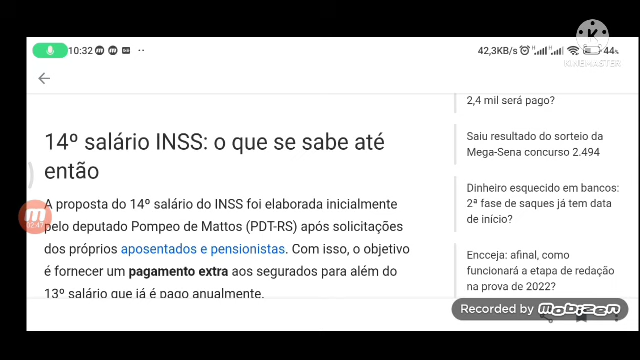 10:32
42,3KB/s
44%
KINEMASTER
14º salário INSS: o que se sabe até
então
A proposta do 14º salário do INSS foi elaborada inicialmente
pelo deputado Pompeo de Mattos (PDT-RS) após solicitações
dos próprios aposentados e pensionistas. Com isso, o objetivo
é fornecer um pagamento extra aos segurados para além do
13º salário que já é pago anualmente.
02:47
2,4 mil será pago?
Saiu resultado do sorteio da
Mega-Sena concurso 2.494
Dinheiro esquecido em bancos:
2ª fase de saques já tem data
de início?
Encceja: afinal, como
funcionará a etapa de redação
na prova de 2022?
Recorded by Mobizen